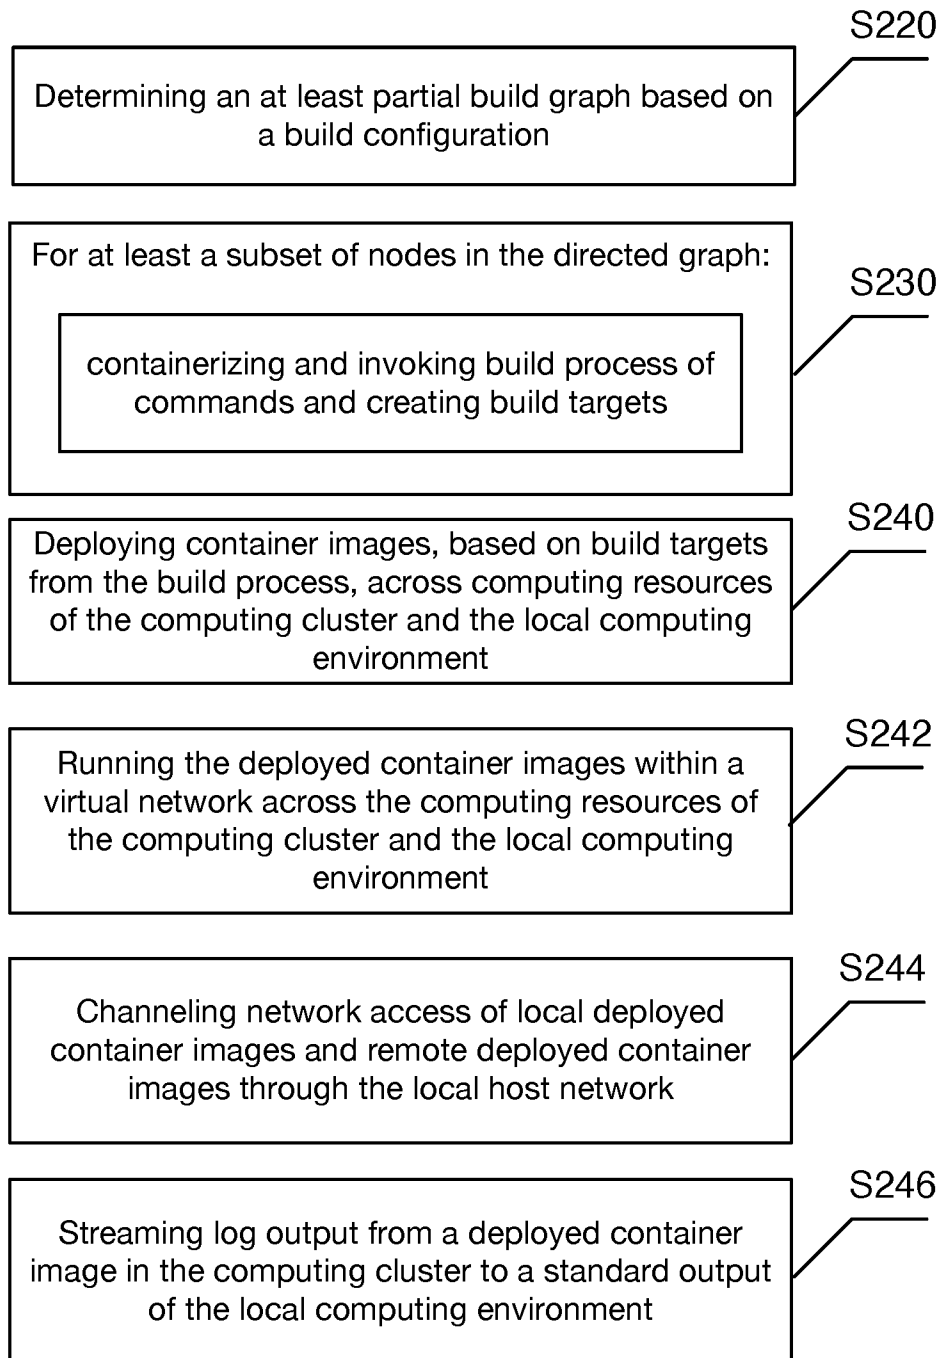 S220
Determining an at least partial build graph based on
a build configuration
For at least a subset of nodes in the directed graph:
S230
containerizing and invoking build process of
commands and creating build targets
S240
Deploying container images, based on build targets
from the build process, across computing resources
of the computing cluster and the local computing
environment
S242
Running the deployed container images within a
virtual network across the computing resources of
the computing cluster and the local computing
environment
S244
Channeling network access of local deployed
container images and remote deployed container
images through the local host network
S246
Streaming log output from a deployed container
image in the computing cluster to a standard output
of the local computing environment